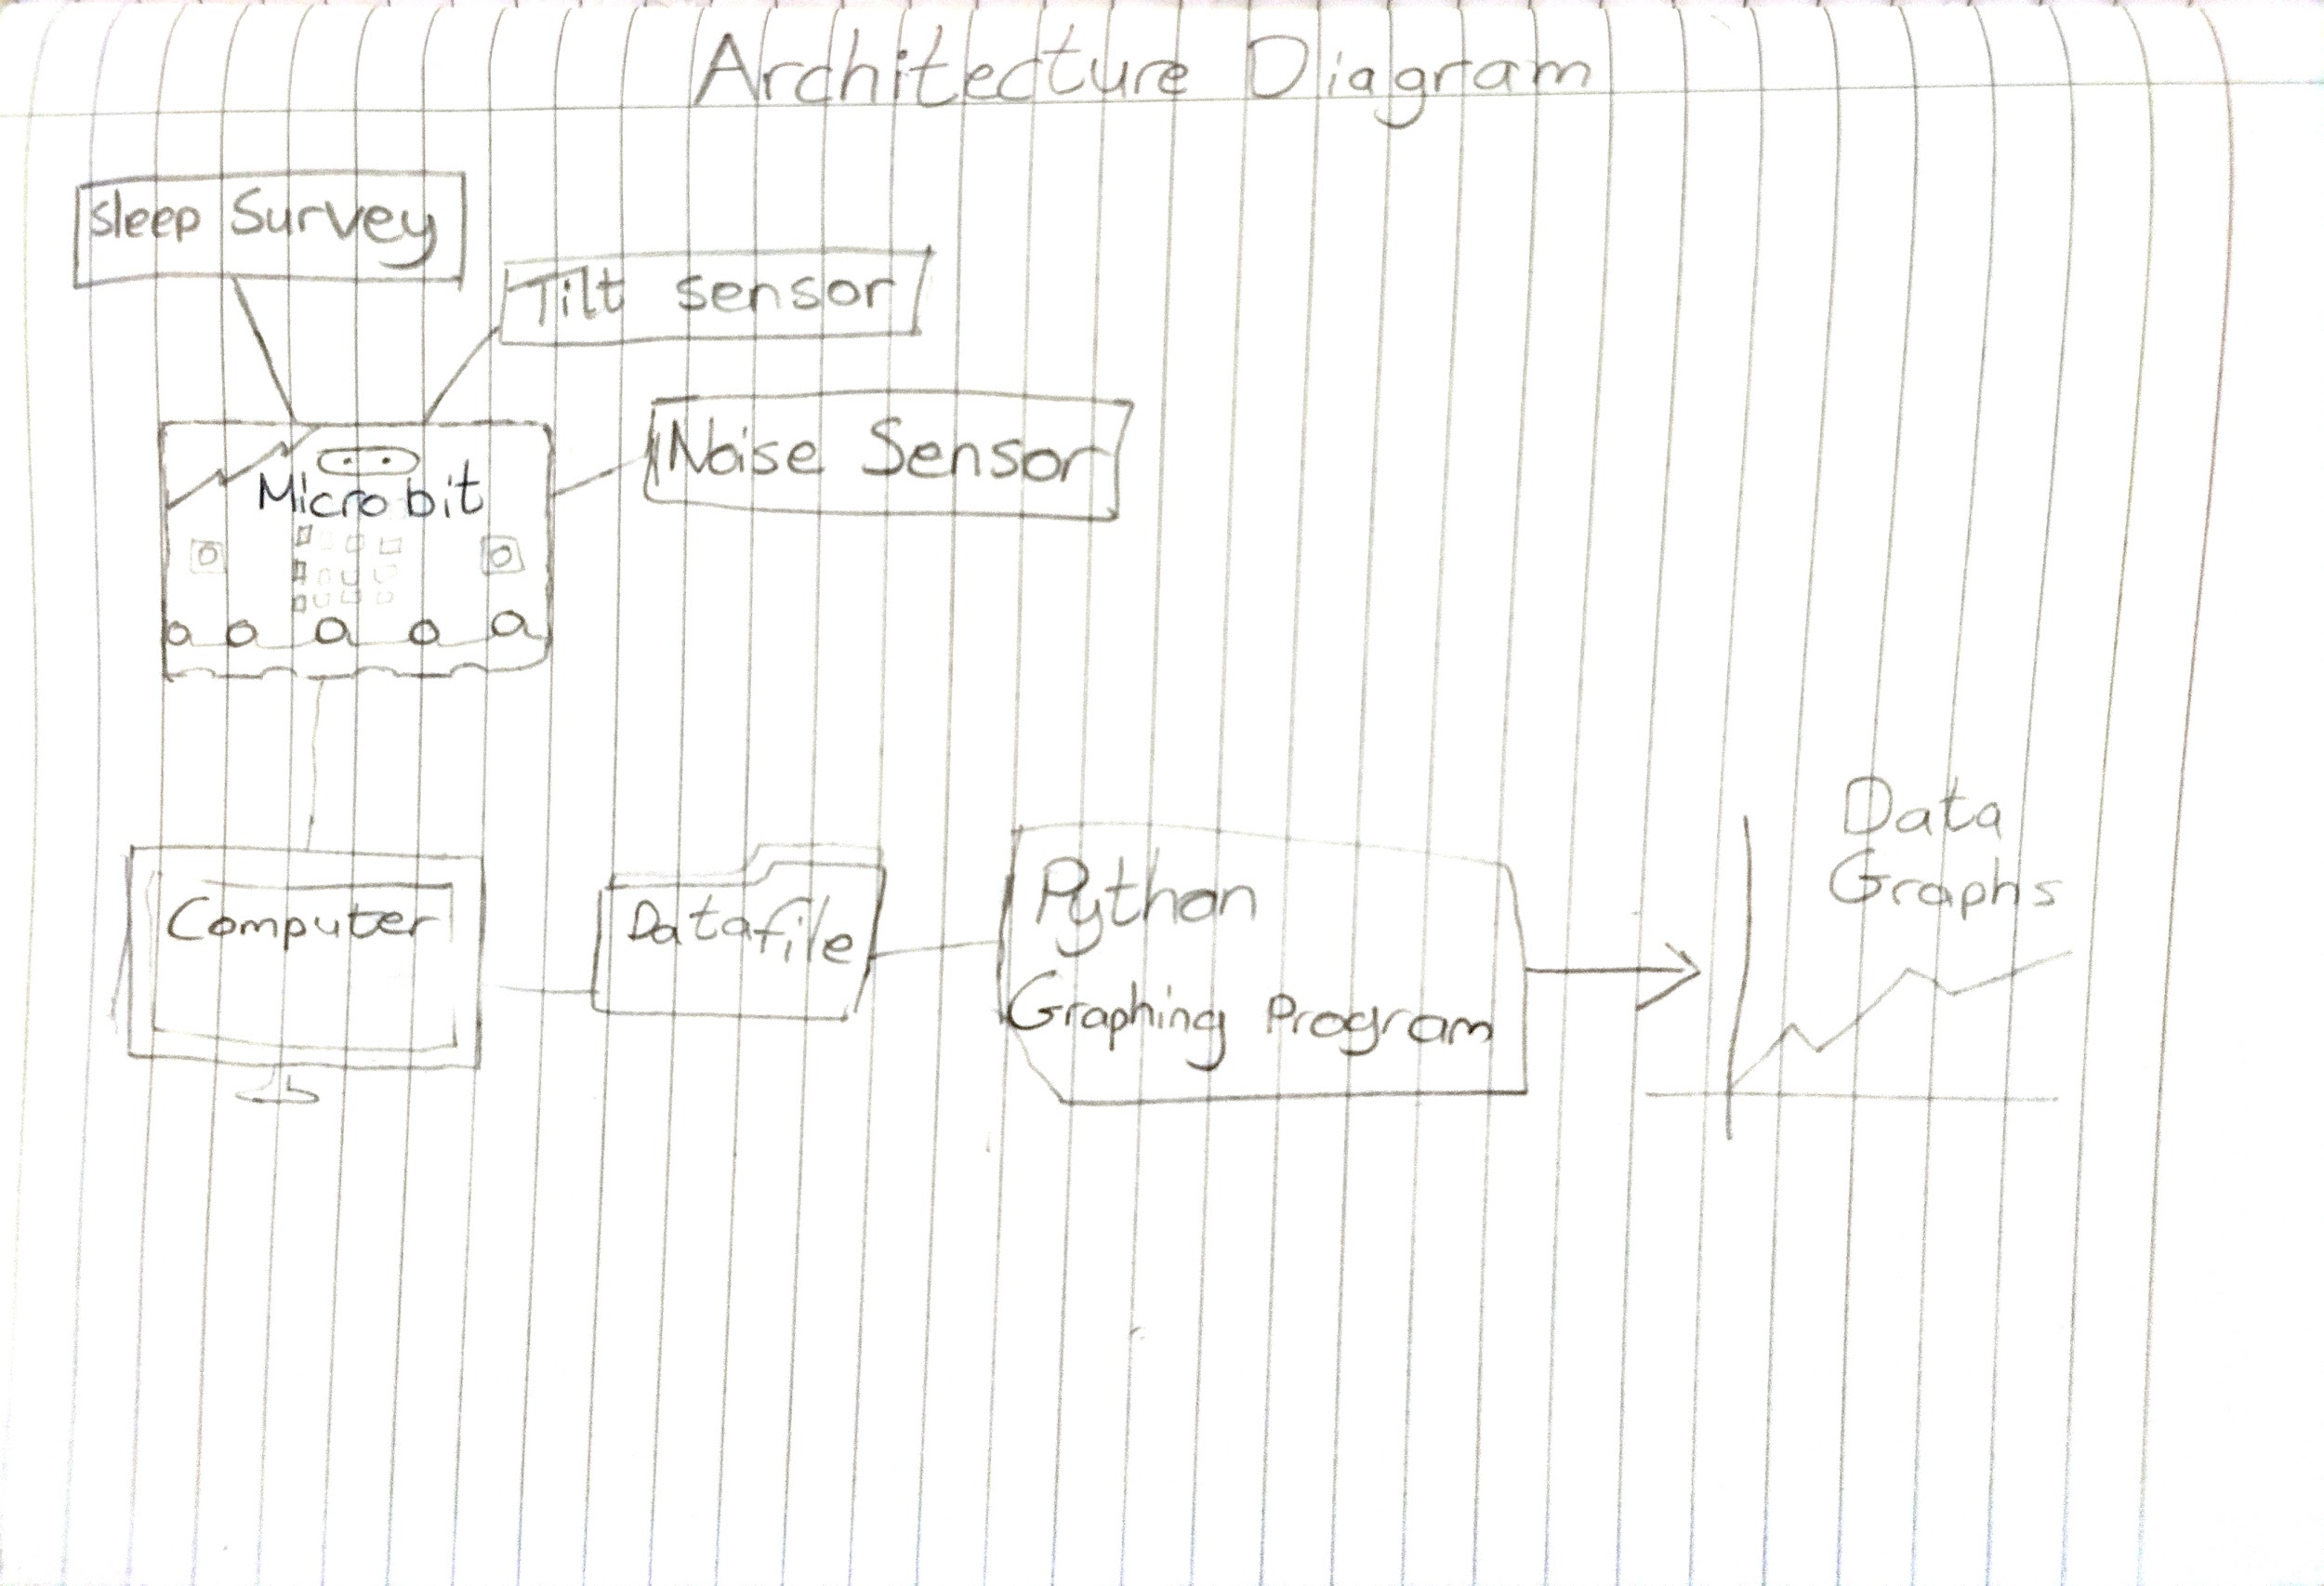 Architecture Diagram
Sleep Survey
Tilt sensor
Noise Sensor
Microbit
Computer
Datafile
Python
Graphing Program
Data
Graphs